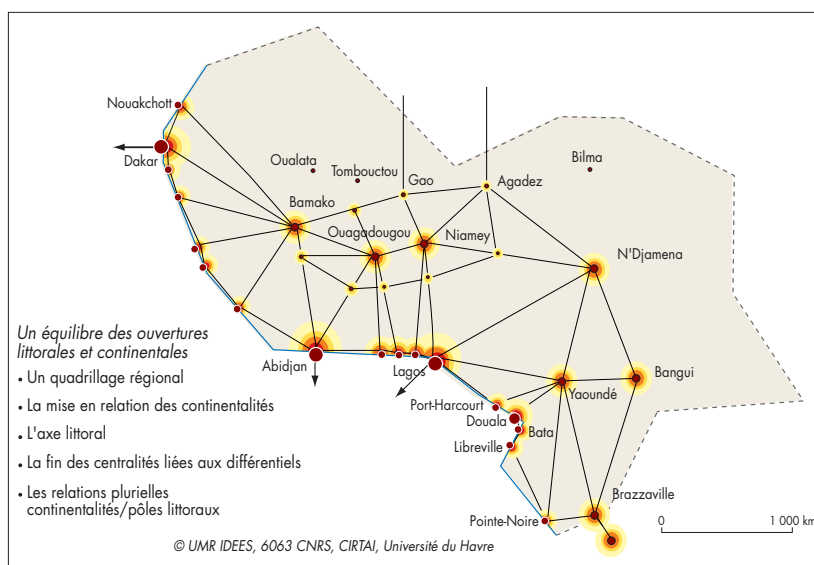 Nouakchott
Dakar
Oualata
Tombouctou
Gao
Agadez
Bilma
Bamako
Ouagadougou
Niamey
N'Djamena
Un équilibre des ouvertures
littorales et continentales
• Un quadrillage régional
• La mise en relation des continentalités
• L'axe littoral
• La fin des centralités liées aux différentiels
• Les relations plurielles
continentalités/pôles littoraux
Abidjan
Lagos
Port-Harcourt
Douala
Bata
Libreville
Yaoundé
Bangui
Pointe-Noire
Brazzaville
0 1 000 km
© UMR IDEES, 6063 CNRS, CIRTAI, Université du Havre